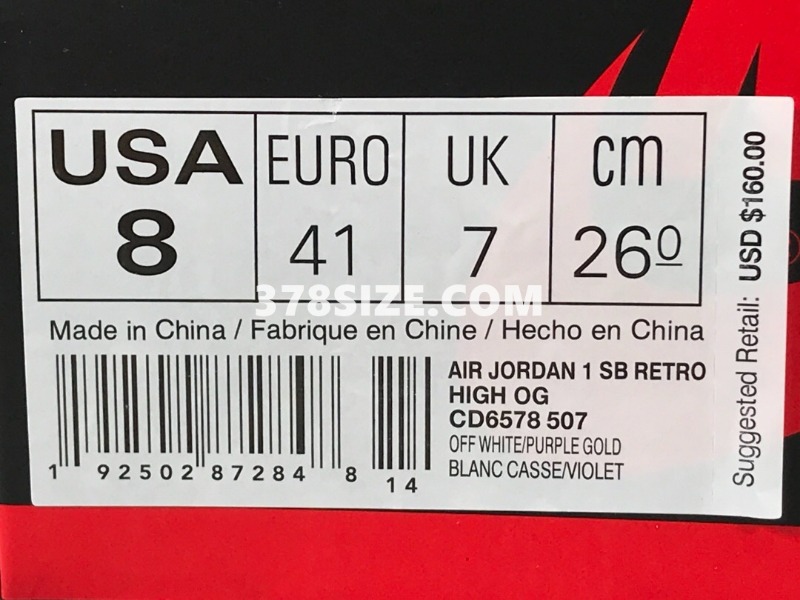 USA EURO UK cm
8 41 7 26⁰
378SIZE.COM
Made in China / Fabrique en Chine / Hecho en China
AIR JORDAN 1 SB RETRO
HIGH OG
CD6578 507
OFF WHITE/PURPLE GOLD
BLANC CASSE/VIOLET
1 92502 87284 8 14
Suggested Retail: USD $160.00